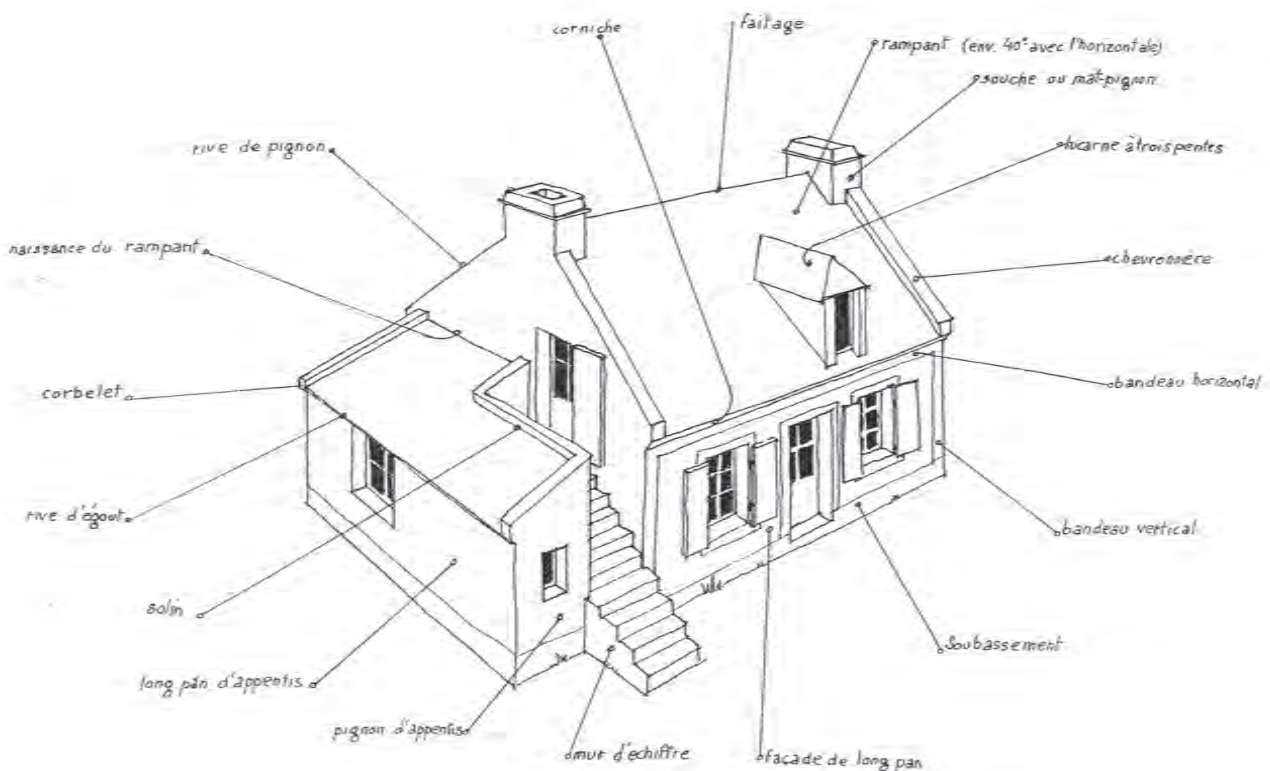 corniche
faîtage
rampant (env. 40° avec l'horizontale)
souche ou mat-pignon
rive de pignon
lucarne à trois pentes
naissance du rampant
chevronnière
corbelet
bandeau horizontal
rive d'égout
bandeau vertical
solin
Soubassement
long pan d'appentis
pignon d'appentis
mur d'échiffre
façade de long pan